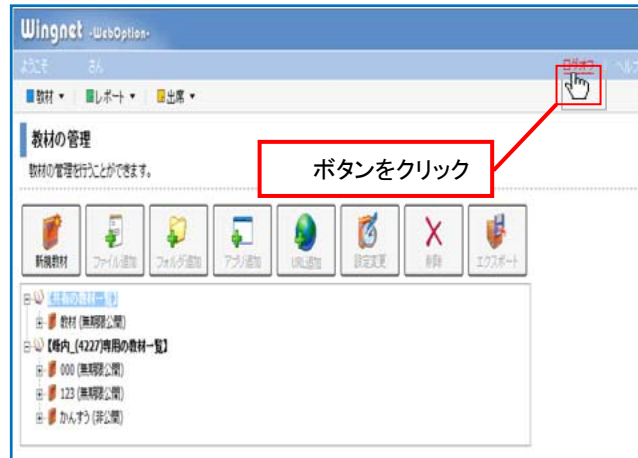 Wingnet -WebOption-
ようこそ さん ログオフ ヘルプ
教材 ▼ レポート ▼ 出席 ▼
教材の管理
教材の管理を行うことができます。
ボタンをクリック
新規教材 ファイル追加 フォルダ追加 アプリ追加 URL追加 設定変更 削除 エクスポート
【共有の教材一覧】
教材 (無期限公開)
【峰内_(4227)専用の教材一覧】
000 (無期限公開)
123 (無期限公開)
かんすう (非公開)